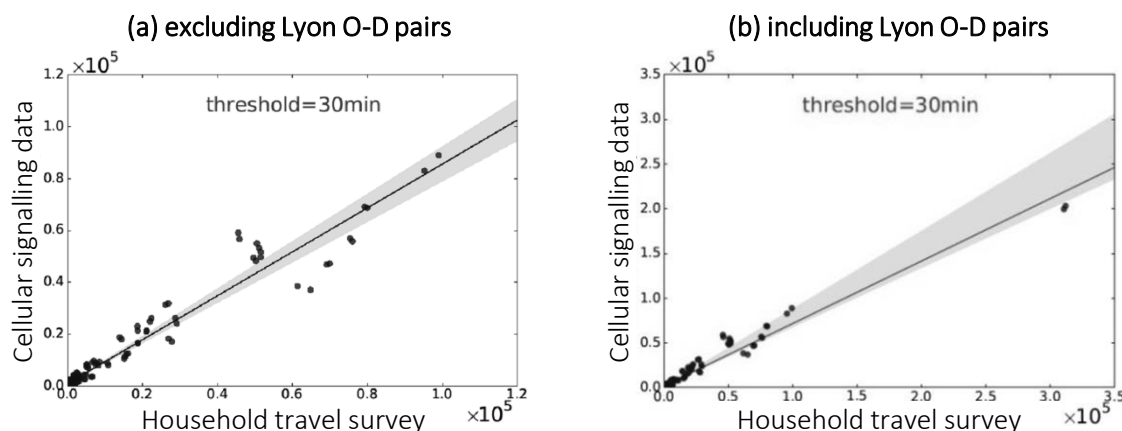 (a) excluding Lyon O-D pairs
×10⁵
1.2
1.0
0.8
0.6
0.4
0.2
0.0
threshold=30min
Cellular signalling data
0.0 0.2 0.4 0.6 0.8 1.0 1.2
Household travel survey
×10⁵
(b) including Lyon O-D pairs
×10⁵
3.5
3.0
2.5
2.0
1.5
1.0
0.5
0.0
threshold=30min
Cellular signalling data
0.0 0.5 1.0 1.5 2.0 2.5 3.0 3.5
Household travel survey
×10⁵